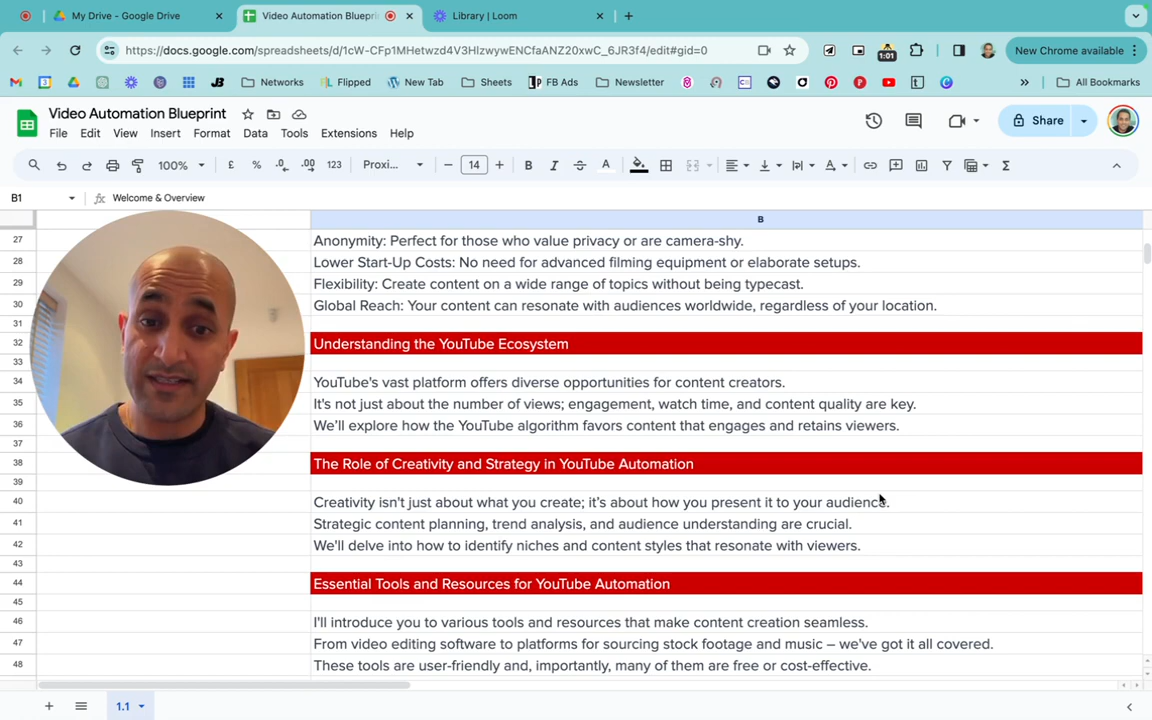 My Drive - Google Drive
Video Automation Blueprin
Library | Loom
https://docs.google.com/spreadsheets/d/1cW-CFp1MHetwzd4V3HIzwywENCfaANZ20xwC_6JR3f4/edit#gid=0
1:01
New Chrome available
Networks
Flipped
New Tab
Sheets
FB Ads
Newsletter
All Bookmarks
Video Automation Blueprint
File Edit View Insert Format Data Tools Extensions Help
Share
100%
£ % .0 .00 123
Proxi...
14
B I A
B1
fx Welcome & Overview
B
27 Anonymity: Perfect for those who value privacy or are camera-shy.
28 Lower Start-Up Costs: No need for advanced filming equipment or elaborate setups.
29 Flexibility: Create content on a wide range of topics without being typecast.
30 Global Reach: Your content can resonate with audiences worldwide, regardless of your location.
31
32 Understanding the YouTube Ecosystem
33
34 YouTube's vast platform offers diverse opportunities for content creators.
35 It's not just about the number of views; engagement, watch time, and content quality are key.
36 We'll explore how the YouTube algorithm favors content that engages and retains viewers.
37
38 The Role of Creativity and Strategy in YouTube Automation
39
40 Creativity isn't just about what you create; it's about how you present it to your audience.
41 Strategic content planning, trend analysis, and audience understanding are crucial.
42 We'll delve into how to identify niches and content styles that resonate with viewers.
43
44 Essential Tools and Resources for YouTube Automation
45
46 I'll introduce you to various tools and resources that make content creation seamless.
47 From video editing software to platforms for sourcing stock footage and music – we've got it all covered.
48 These tools are user-friendly and, importantly, many of them are free or cost-effective.
1.1